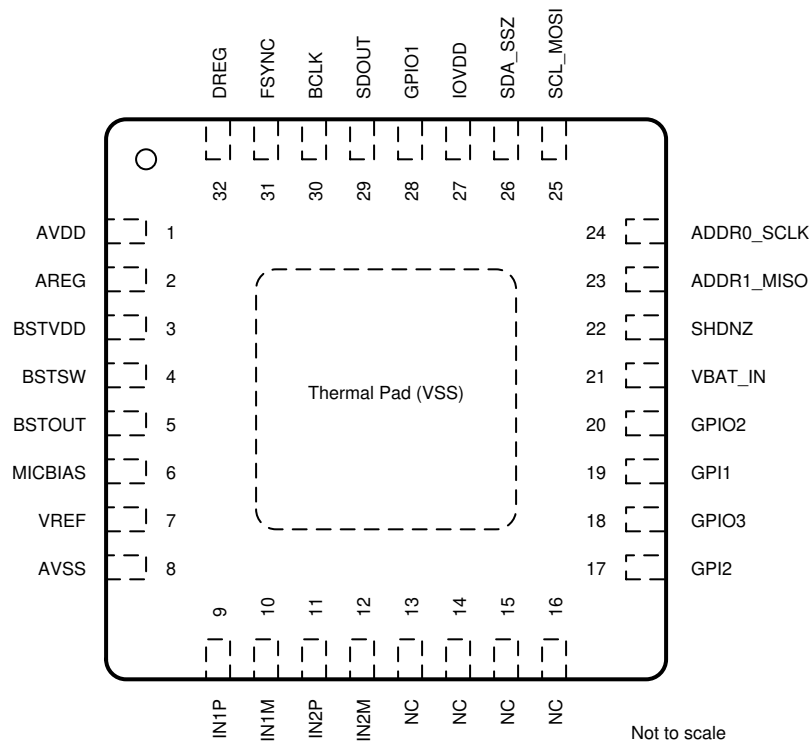 DREG
FSYNC
BCLK
SDOUT
GPIO1
IOVDD
SDA_SSZ
SCL_MOSI
32
31
30
29
28
27
26
25
AVDD 1
24 ADDR0_SCLK
AREG 2
23 ADDR1_MISO
BSTVDD 3
22 SHDNZ
BSTSW 4
21 VBAT_IN
Thermal Pad (VSS)
BSTOUT 5
20 GPIO2
MICBIAS 6
19 GPI1
VREF 7
18 GPIO3
AVSS 8
17 GPI2
9
10
11
12
13
14
15
16
IN1P
IN1M
IN2P
IN2M
NC
NC
NC
NC
Not to scale